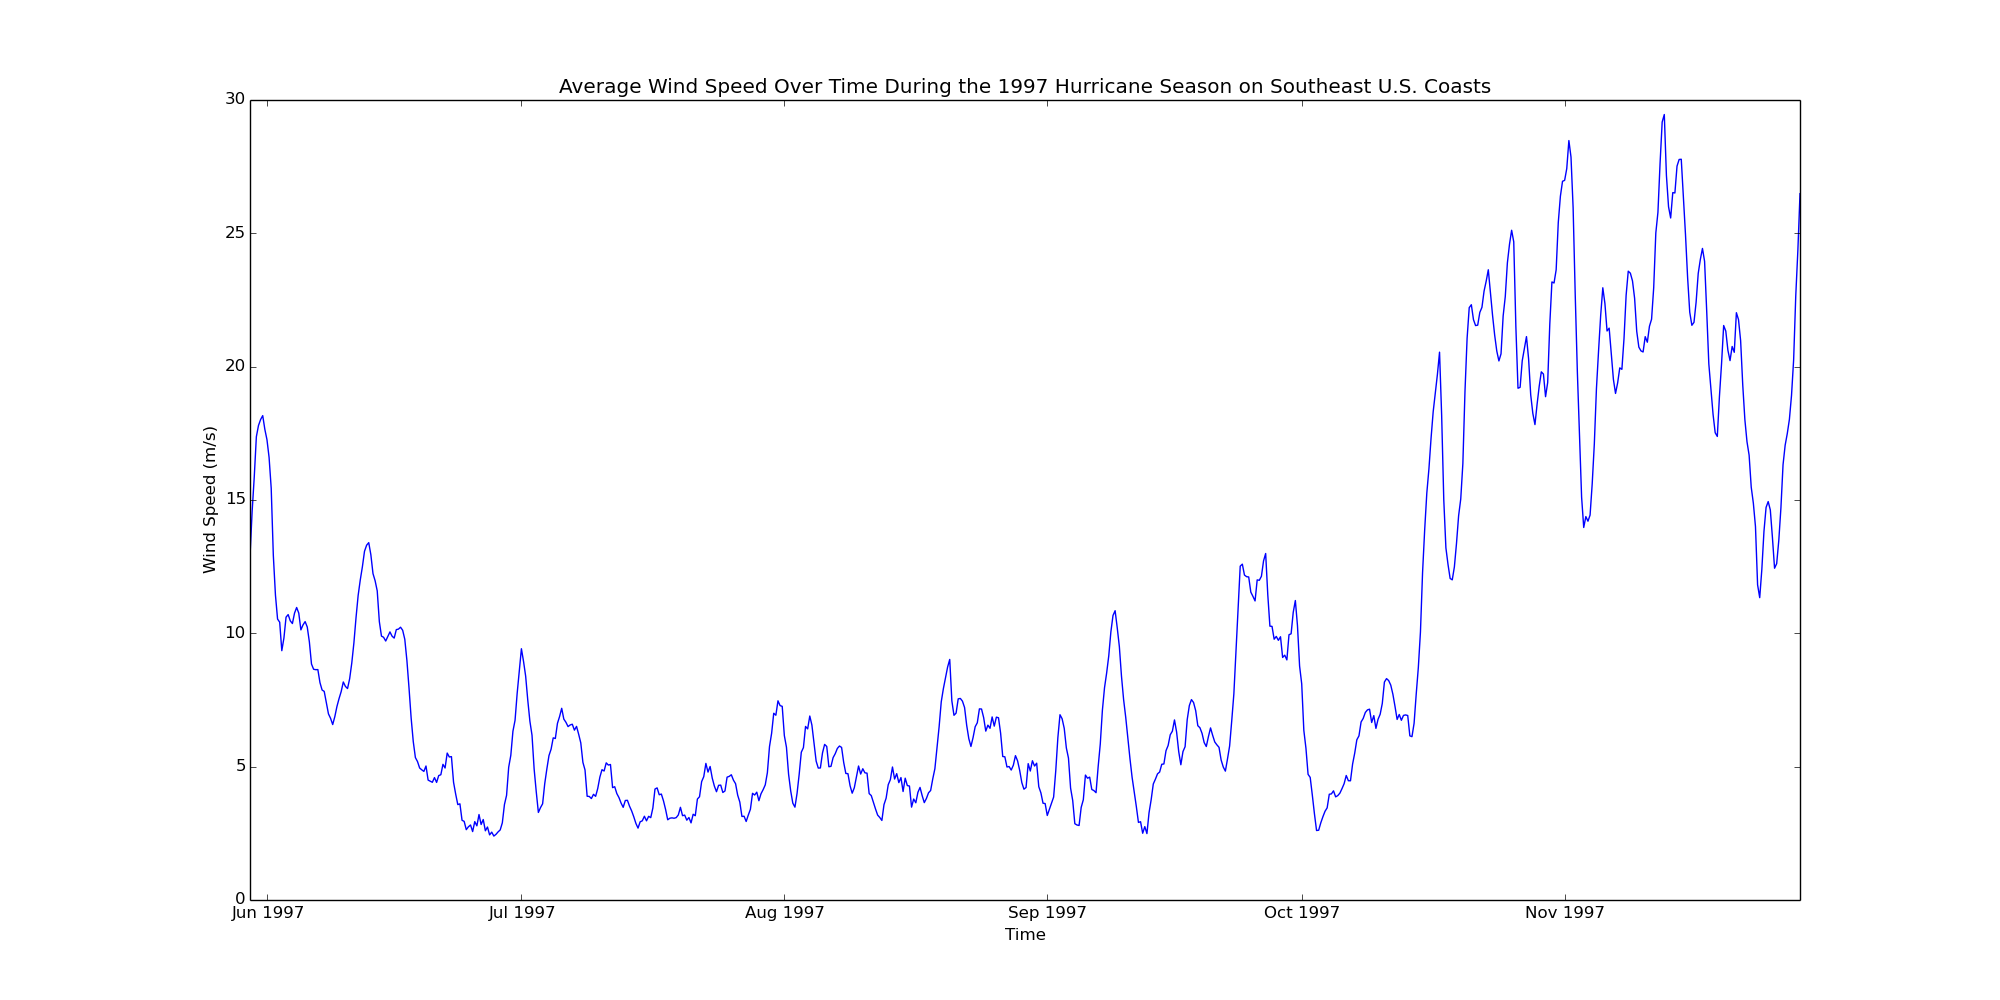 Average Wind Speed Over Time During the 1997 Hurricane Season on Southeast U.S. Coasts
30
25
20
15
10
5
0
Wind Speed (m/s)
Jun 1997 Jul 1997 Aug 1997 Sep 1997 Oct 1997 Nov 1997
Time